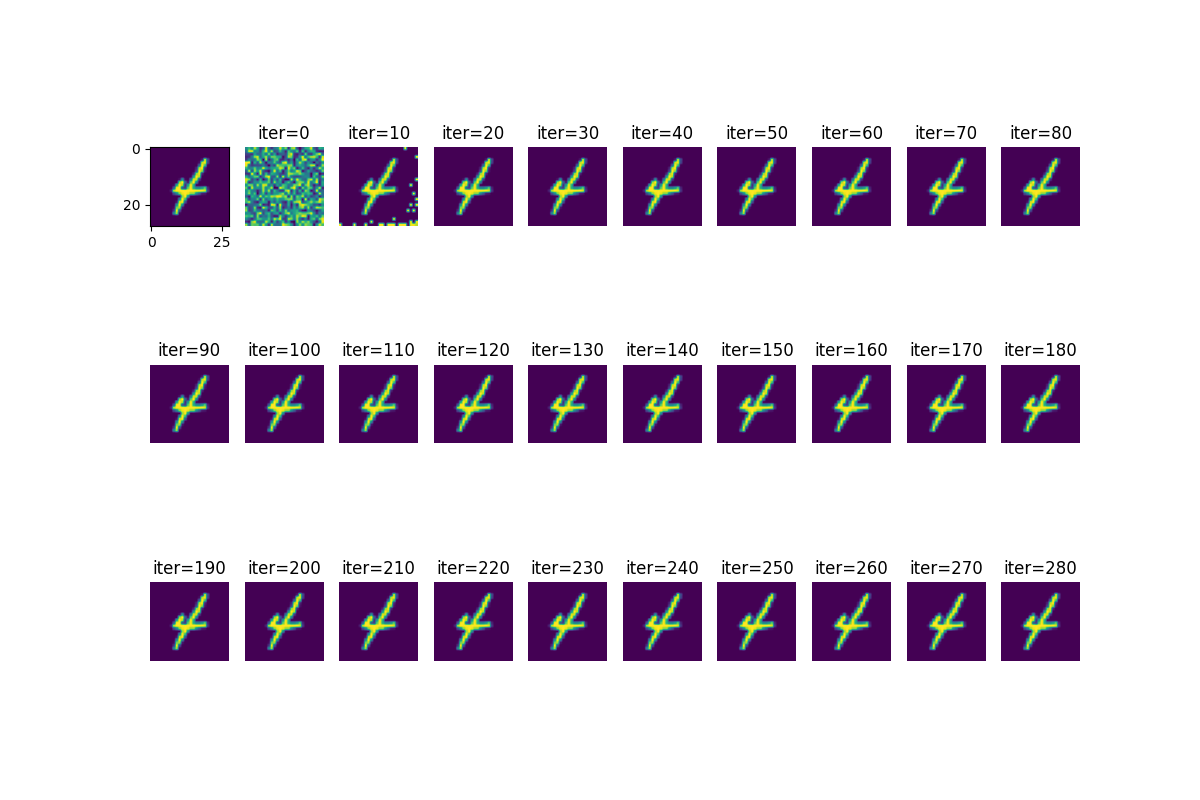 iter=0 iter=10 iter=20 iter=30 iter=40 iter=50 iter=60 iter=70 iter=80
0
20
0 25
iter=90 iter=100 iter=110 iter=120 iter=130 iter=140 iter=150 iter=160 iter=170 iter=180
iter=190 iter=200 iter=210 iter=220 iter=230 iter=240 iter=250 iter=260 iter=270 iter=280